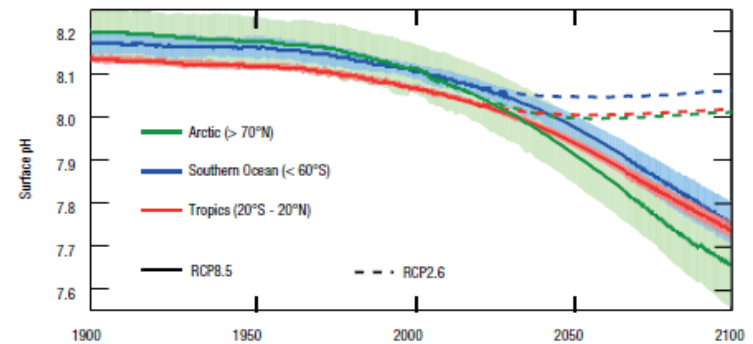 Surface pH
8.2
8.1
8.0
7.9
7.8
7.7
7.6
Arctic (> 70°N)
Southern Ocean (< 60°S)
Tropics (20°S - 20°N)
RCP8.5
RCP2.6
1900
1950
2000
2050
2100